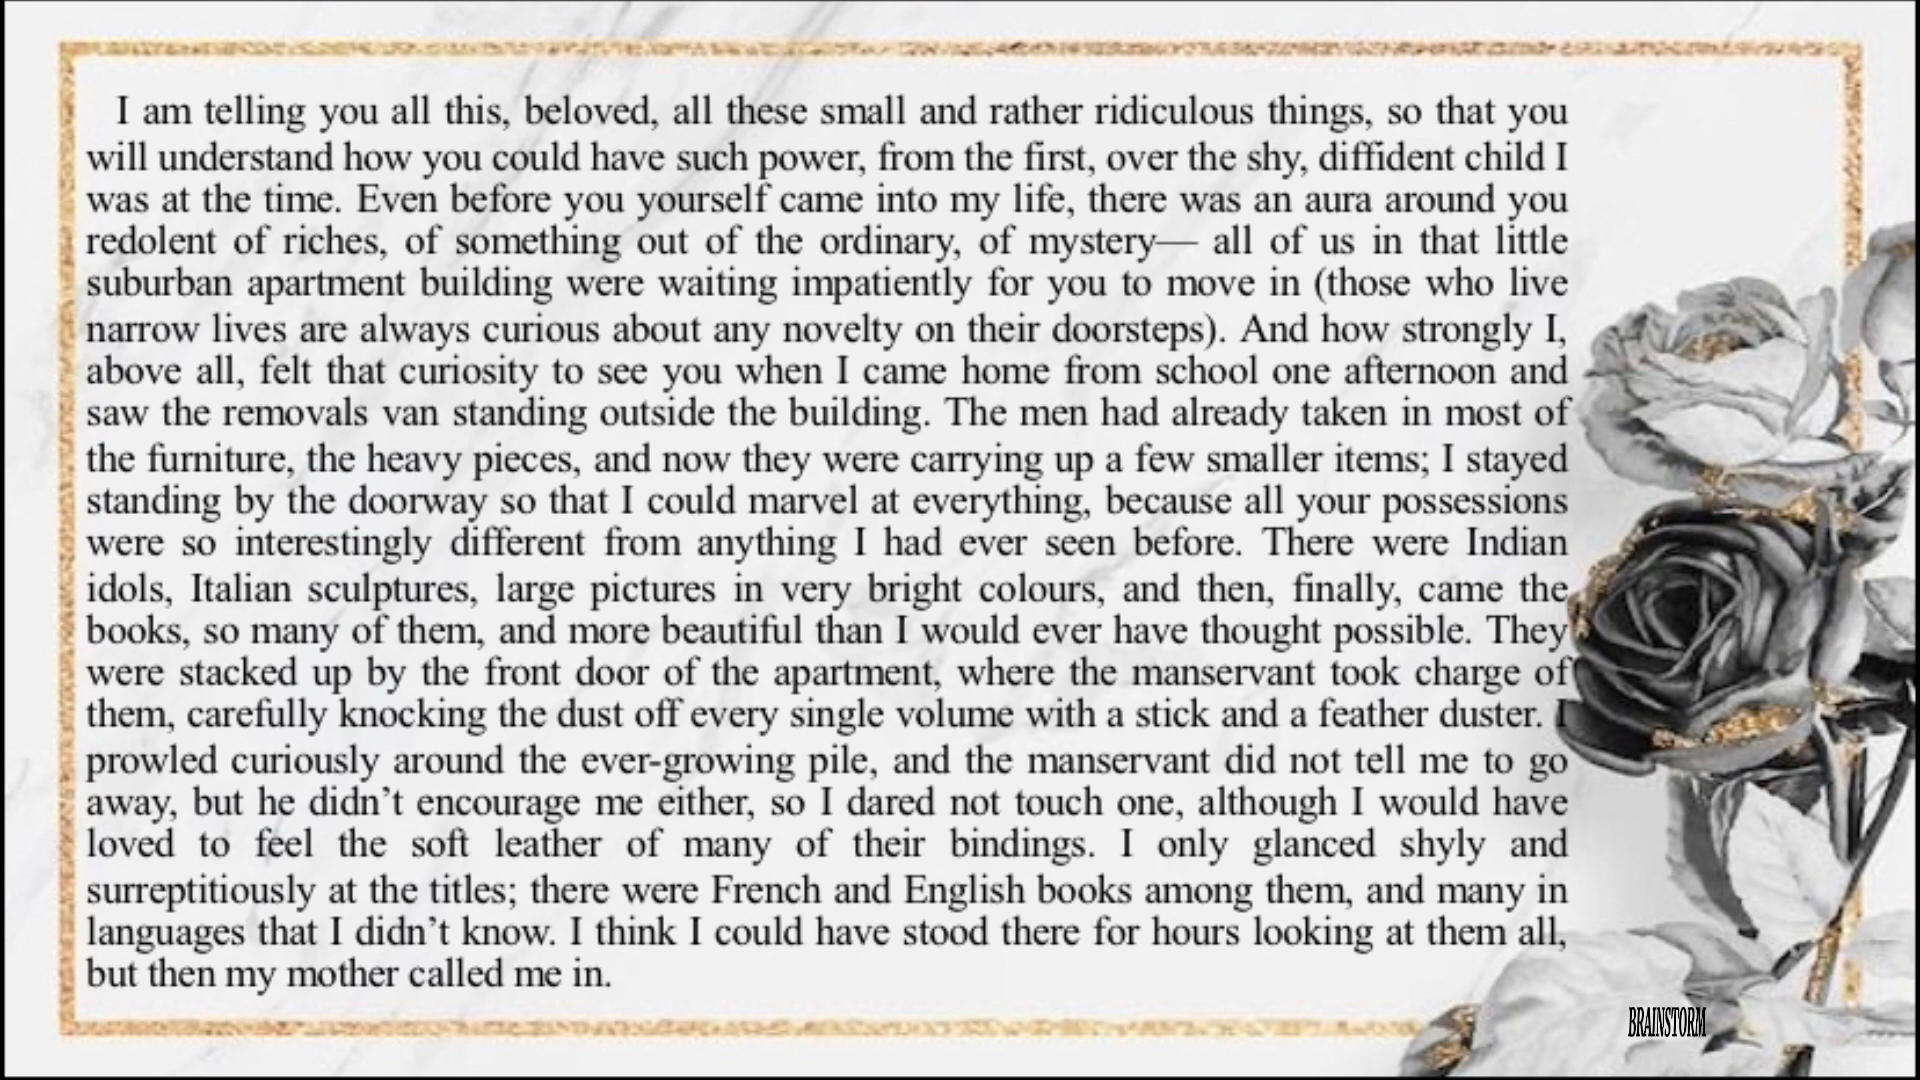 I am telling you all this, beloved, all these small and rather ridiculous things, so that you
will understand how you could have such power, from the first, over the shy, diffident child I
was at the time. Even before you yourself came into my life, there was an aura around you
redolent of riches, of something out of the ordinary, of mystery— all of us in that little
suburban apartment building were waiting impatiently for you to move in (those who live
narrow lives are always curious about any novelty on their doorsteps). And how strongly I,
above all, felt that curiosity to see you when I came home from school one afternoon and
saw the removals van standing outside the building. The men had already taken in most of
the furniture, the heavy pieces, and now they were carrying up a few smaller items; I stayed
standing by the doorway so that I could marvel at everything, because all your possessions
were so interestingly different from anything I had ever seen before. There were Indian
idols, Italian sculptures, large pictures in very bright colours, and then, finally, came the
books, so many of them, and more beautiful than I would ever have thought possible. They
were stacked up by the front door of the apartment, where the manservant took charge of
them, carefully knocking the dust off every single volume with a stick and a feather duster. I
prowled curiously around the ever-growing pile, and the manservant did not tell me to go
away, but he didn’t encourage me either, so I dared not touch one, although I would have
loved to feel the soft leather of many of their bindings. I only glanced shyly and
surreptitiously at the titles; there were French and English books among them, and many in
languages that I didn’t know. I think I could have stood there for hours looking at them all,
but then my mother called me in.
BRAINSTORM